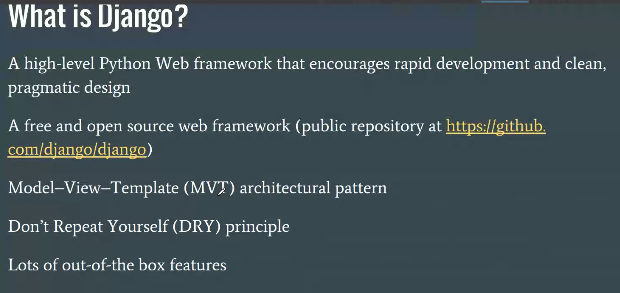 What is Django?
A high-level Python Web framework that encourages rapid development and clean,
pragmatic design
A free and open source web framework (public repository at https://github.
com/django/django)
Model–View–Template (MVT) architectural pattern
Don’t Repeat Yourself (DRY) principle
Lots of out-of-the box features